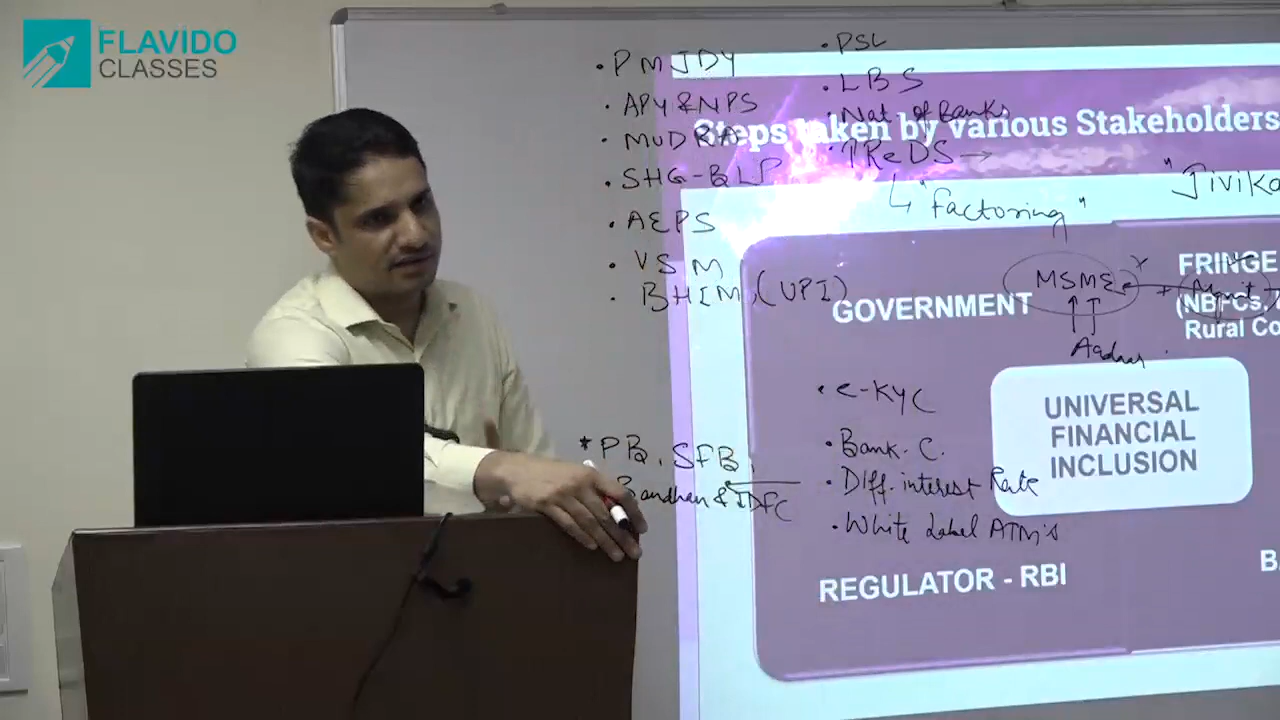 FLAVIDO
CLASSES
• PMJDY
• APY & NPS
• MUDRA
• SHG-BLP
• AEPS
• VSM
• BHIM (UPI)
• PSL
• LBS
• Nat. of Banks
• TReDS →
↳ "factoring"
Steps taken by various Stakeholders
"Jivika
GOVERNMENT
MSME
FRINGE
(NBFCs,
Rural Co
Aadhar
UNIVERSAL
FINANCIAL
INCLUSION
* PB, SFB,
Bandhan & IDFC
• e-KYC
• Bank. C.
• Diff. interest Rate
• White Label ATM's
REGULATOR - RBI